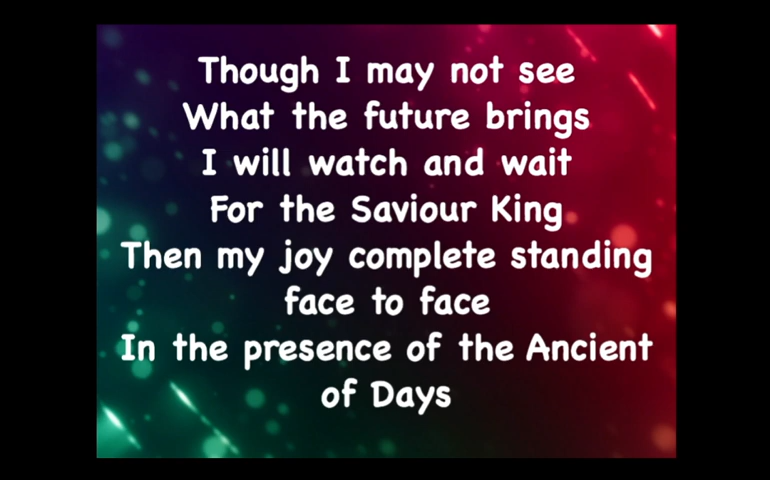 Though I may not see
What the future brings
I will watch and wait
For the Saviour King
Then my joy complete standing
face to face
In the presence of the Ancient
of Days